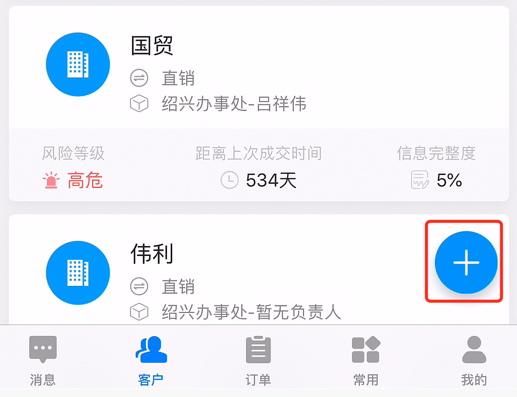 国贸
直销
绍兴办事处-吕祥伟
风险等级 距离上次成交时间 信息完整度
高危 534天 5%
伟利
直销
绍兴办事处-暂无负责人
消息 客户 订单 常用 我的